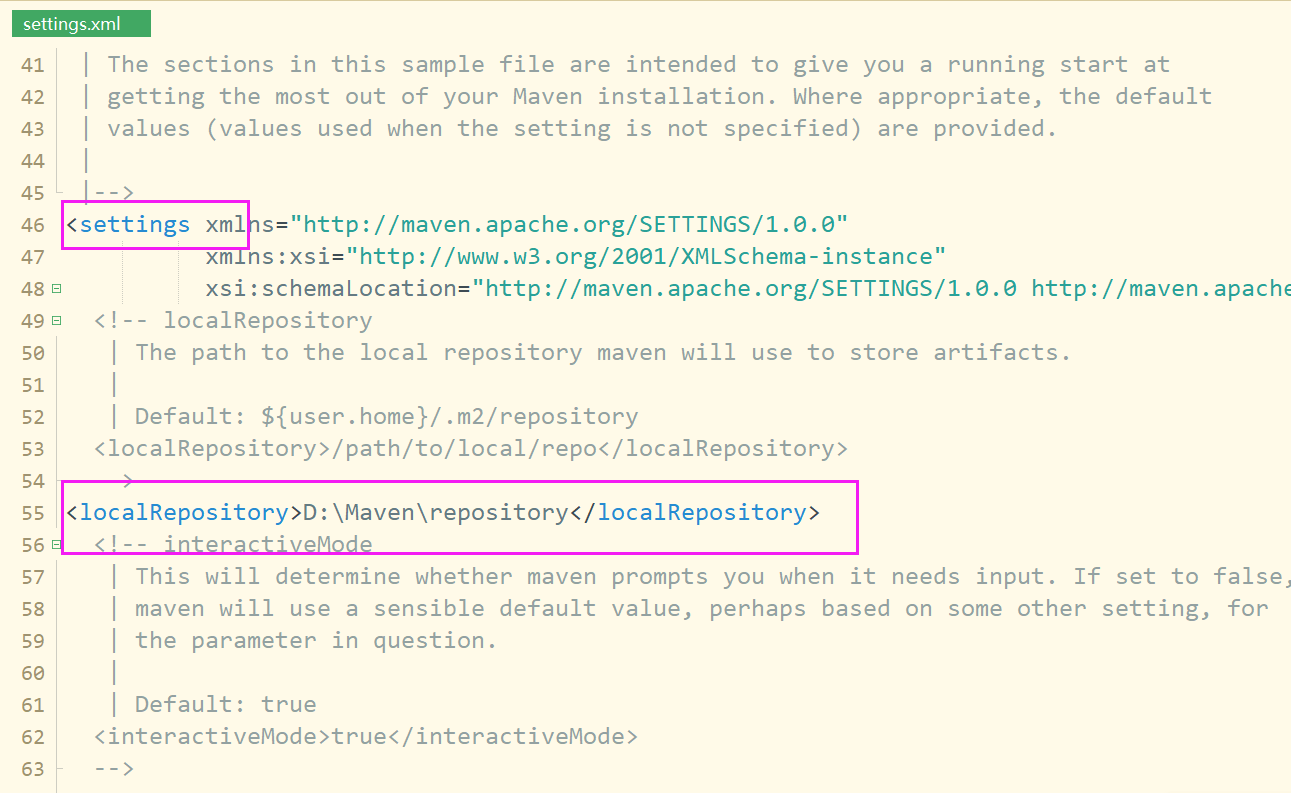 settings.xml
41 | The sections in this sample file are intended to give you a running start at
42 | getting the most out of your Maven installation. Where appropriate, the default
43 | values (values used when the setting is not specified) are provided.
44 |
45 |-->
46 <settings xmlns="http://maven.apache.org/SETTINGS/1.0.0"
47 xmlns:xsi="http://www.w3.org/2001/XMLSchema-instance"
48 xsi:schemaLocation="http://maven.apache.org/SETTINGS/1.0.0 http://maven.apache
49 <!-- localRepository
50 | The path to the local repository maven will use to store artifacts.
51 |
52 | Default: ${user.home}/.m2/repository
53 <localRepository>/path/to/local/repo</localRepository>
54 -->
55 <localRepository>D:\Maven\repository</localRepository>
56 <!-- interactiveMode
57 | This will determine whether maven prompts you when it needs input. If set to false,
58 | maven will use a sensible default value, perhaps based on some other setting, for
59 | the parameter in question.
60 |
61 | Default: true
62 <interactiveMode>true</interactiveMode>
63 -->